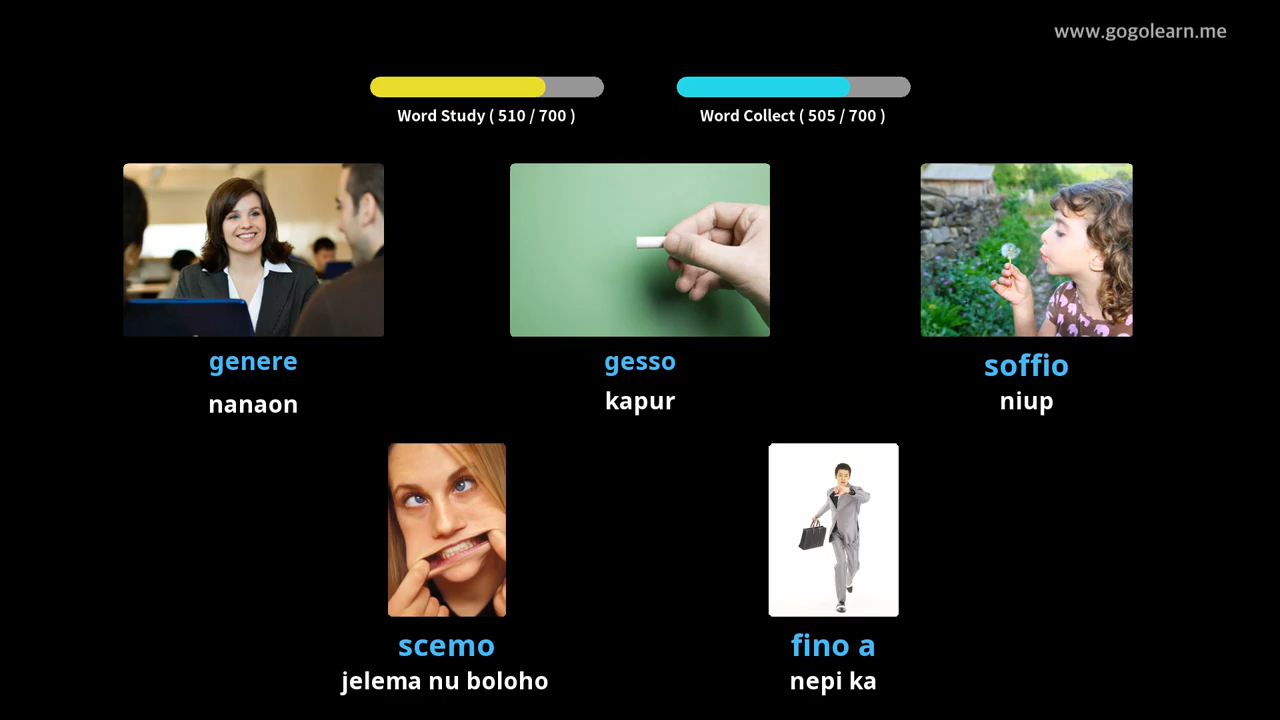 www.gogolearn.me
Word Study ( 510 / 700 )
Word Collect ( 505 / 700 )
genere
nanaon
gesso
kapur
soffio
niup
scemo
jelema nu boloho
fino a
nepi ka